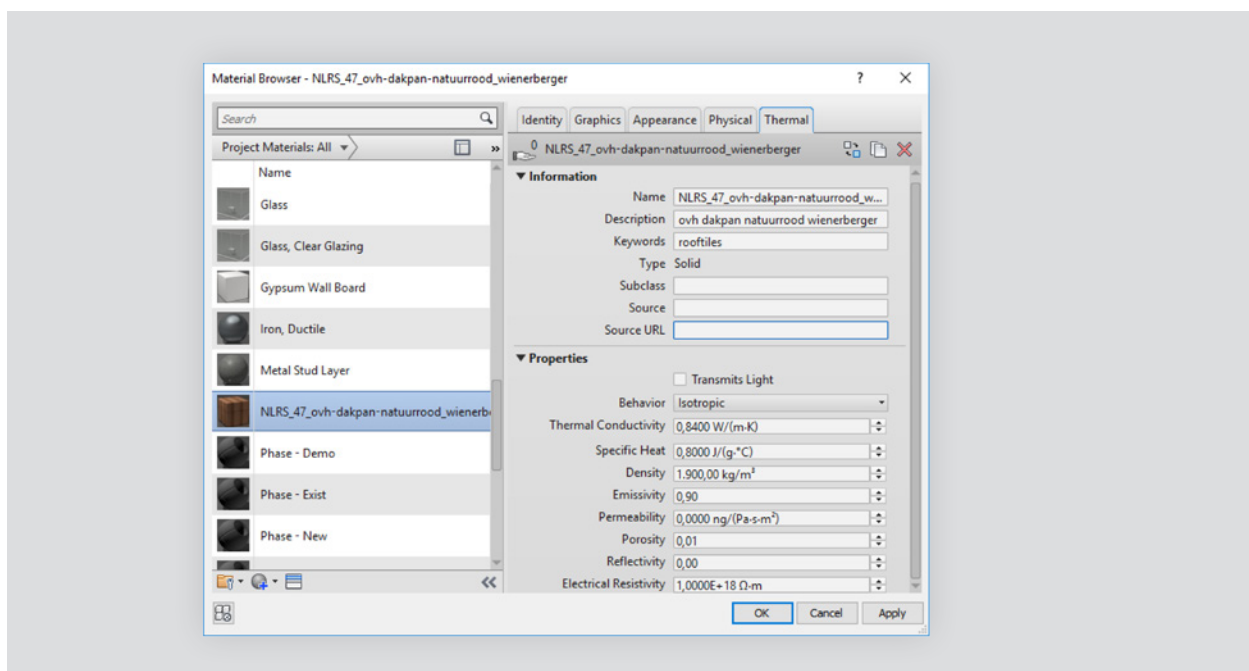 Material Browser - NLRS_47_ovh-dakpan-natuurrood_wienerberger ? ×
Search
Project Materials: All
»
Name
Glass
Glass, Clear Glazing
Gypsum Wall Board
Iron, Ductile
Metal Stud Layer
NLRS_47_ovh-dakpan-natuurrood_wienerb
Phase - Demo
Phase - Exist
Phase - New
Identity Graphics Appearance Physical Thermal
0 NLRS_47_ovh-dakpan-natuurrood_wienerberger
Information
Name NLRS_47_ovh-dakpan-natuurrood_w...
Description ovh dakpan natuurrood wienerberger
Keywords rooftiles
Type Solid
Subclass
Source
Source URL
Properties
Transmits Light
Behavior Isotropic
Thermal Conductivity 0,8400 W/(m·K)
Specific Heat 0,8000 J/(g·°C)
Density 1.900,00 kg/m³
Emissivity 0,90
Permeability 0,0000 ng/(Pa·s·m²)
Porosity 0,01
Reflectivity 0,00
Electrical Resistivity 1,0000E+18 Ω·m
OK Cancel Apply